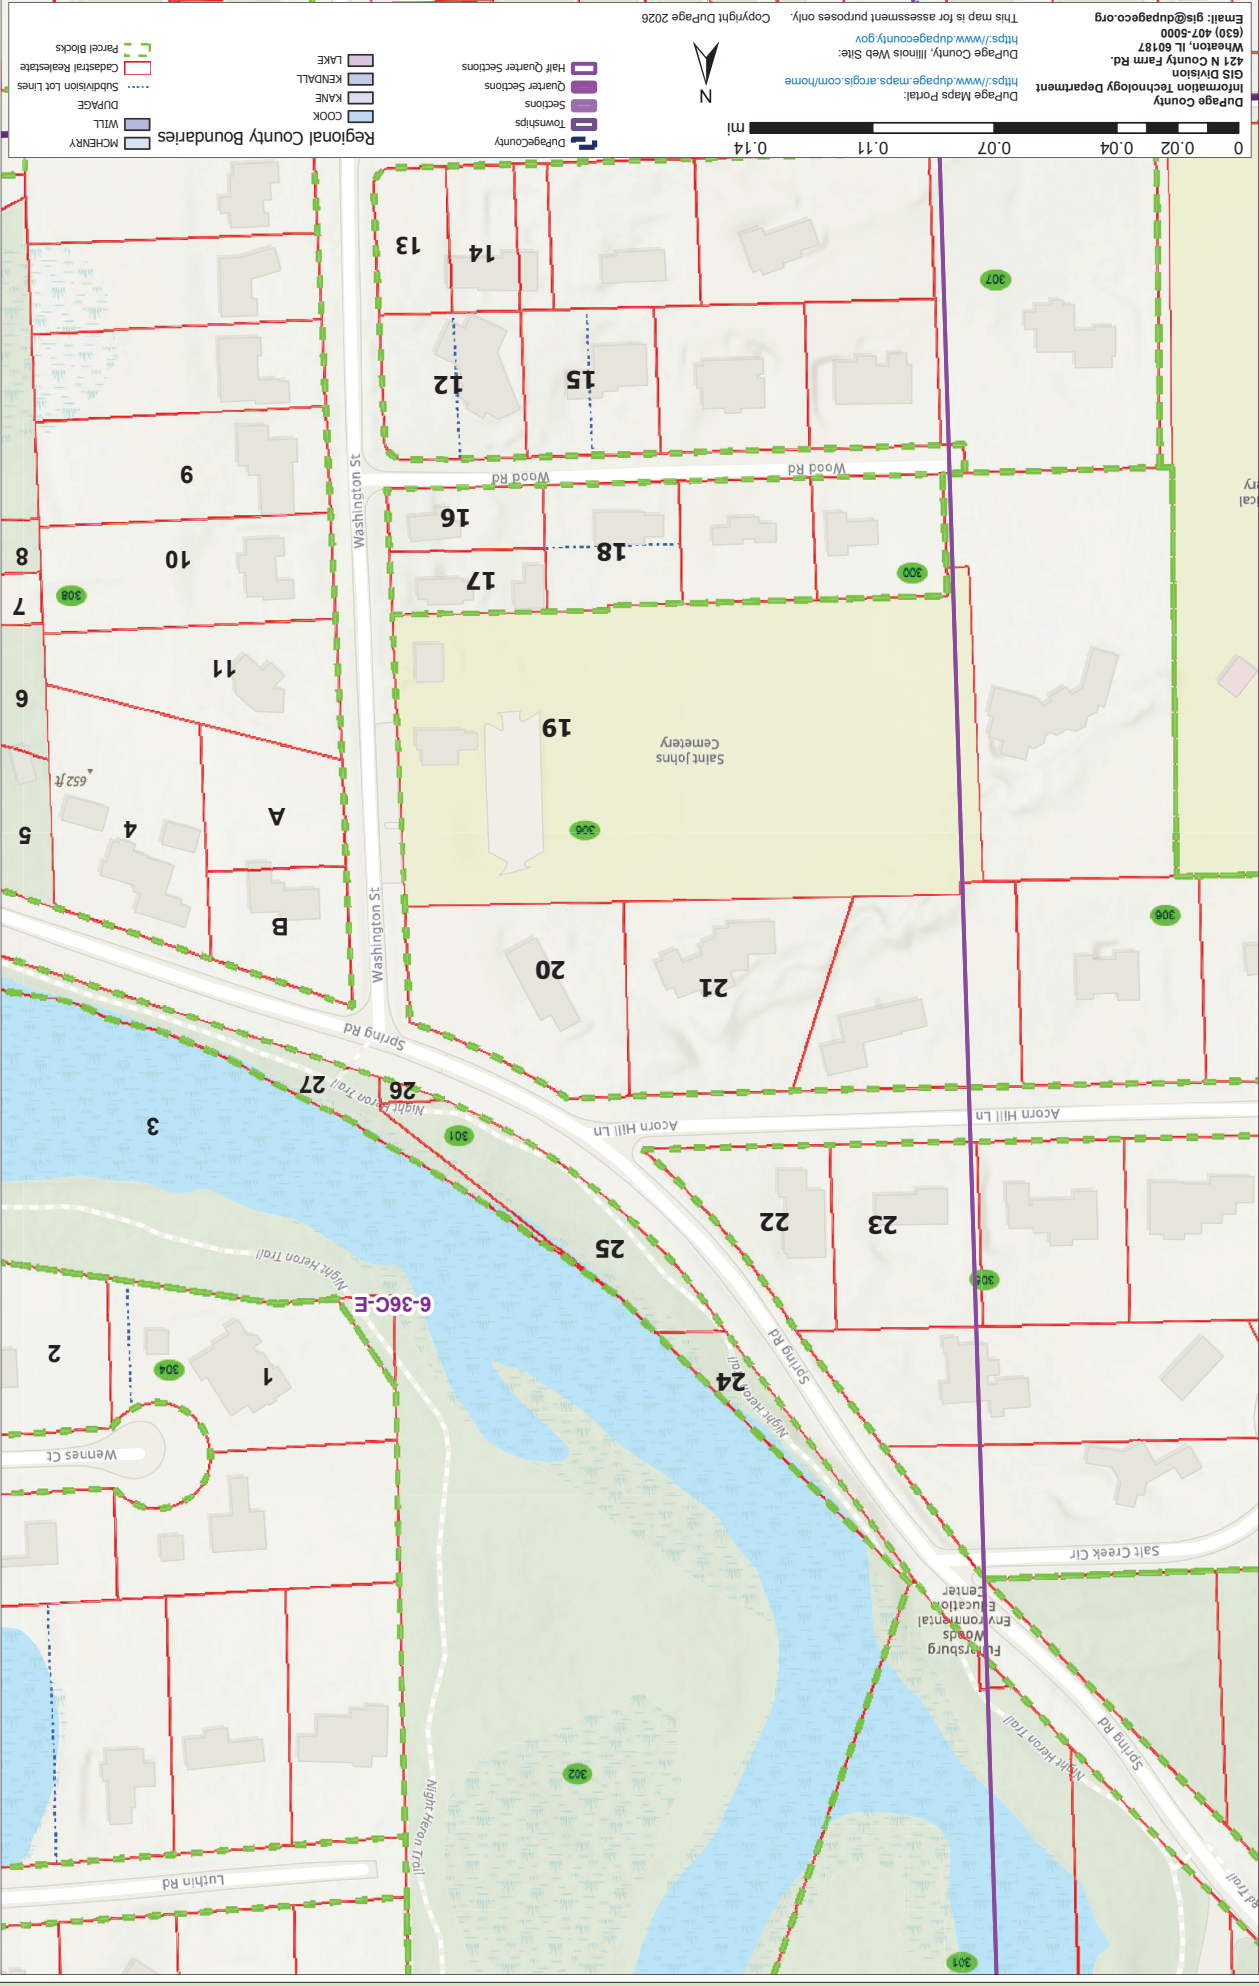 301
Luthin Rd
Night Heron Trail
302
Spring Rd
Night Heron Trail
Fullersburg
Woods
Environmental
Education
Center
Salt Creek Cir
Wennes Ct
Night Heron Trail
Spring Rd
24
1
304
2
6-36C-E
305
Night Heron Trail
25
23
22
301
Acorn Hill Ln
Acorn Hill Ln
3
Night Heron Trail
26
27
Spring Rd
21
20
Washington St
B
306
306
A
4
5
652 ft
Saint Johns
Cemetery
19
6
11
17
7
308
300
18
10
8
16
Washington St
Wood Rd
Wood Rd
9
15
12
307
14
13
0
0.02
0.04
0.07
0.11
0.14
mi
DuPage County
Information Technology Department
GIS Division
421 N County Farm Rd.
Wheaton, IL 60187
(630) 407-5000
Email: gis@dupageco.org
DuPage Maps Portal:
https://www.dupage.maps.arcgis.com/home
DuPage County, Illinois Web Site:
https://www.dupagecounty.gov
This map is for assessment purposes only.
Copyright DuPage 2026
N
DuPageCounty
Townships
Sections
Quarter Sections
Half Quarter Sections
Regional County Boundaries
COOK
KANE
KENDALL
LAKE
MCHENRY
WILL
DUPAGE
Subdivision Lot Lines
Cadastral Realestate
Parcel Blocks